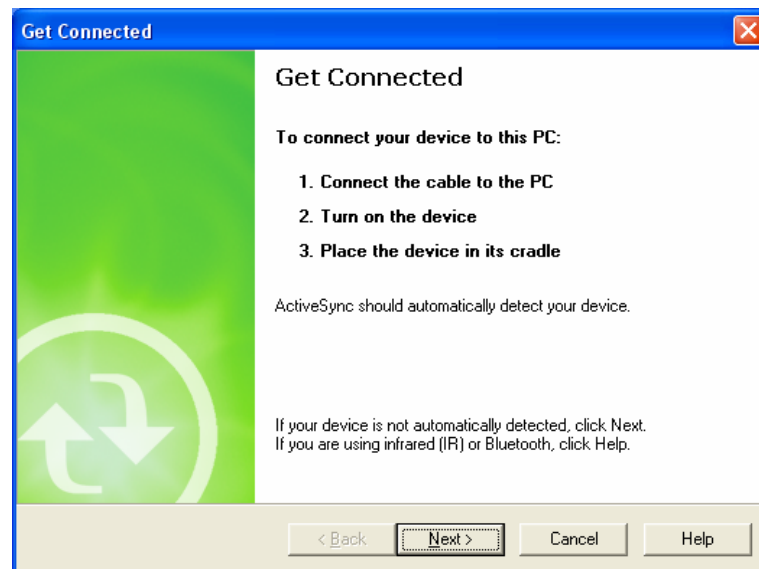 Get Connected
Get Connected
To connect your device to this PC:
1. Connect the cable to the PC
2. Turn on the device
3. Place the device in its cradle
ActiveSync should automatically detect your device.
If your device is not automatically detected, click Next.
If you are using infrared (IR) or Bluetooth, click Help.
< Back Next > Cancel Help